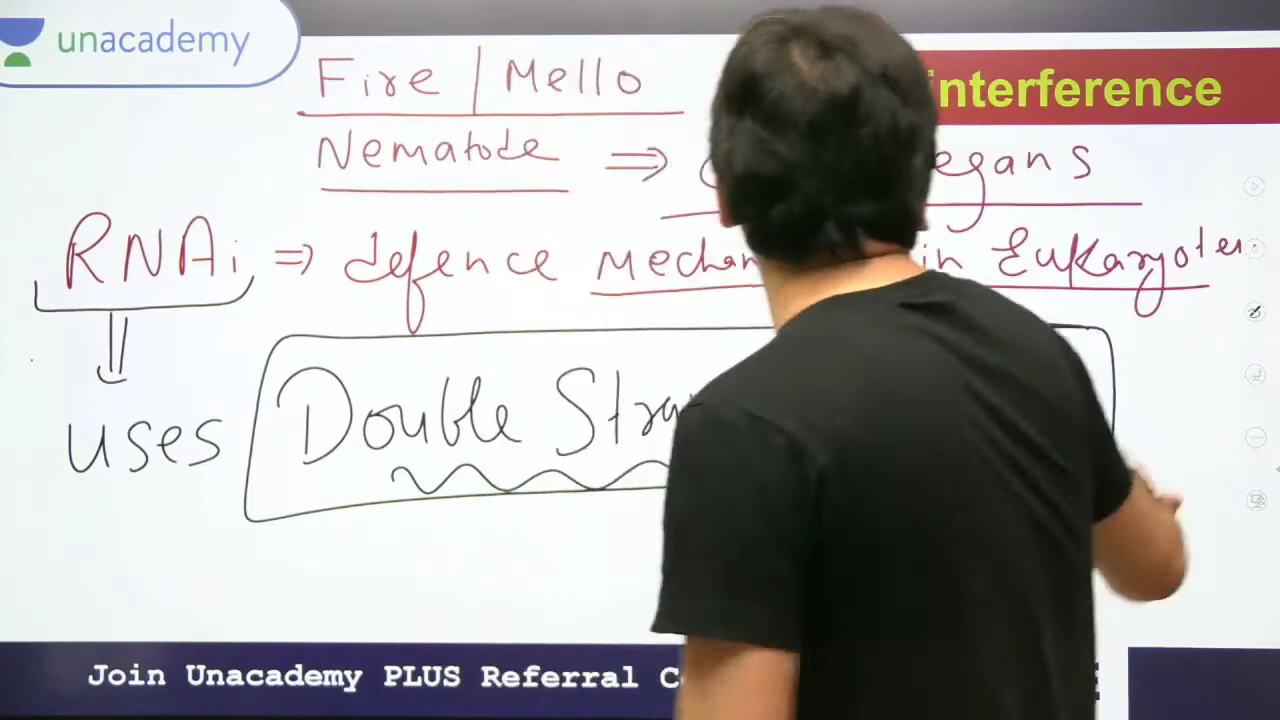 unacademy
Fire | Mello
interference
Nematode ⇒ egans
RNAi ⇒ defence Mechan in Eukaryotes
uses Double Stra
Join Unacademy PLUS Referral C